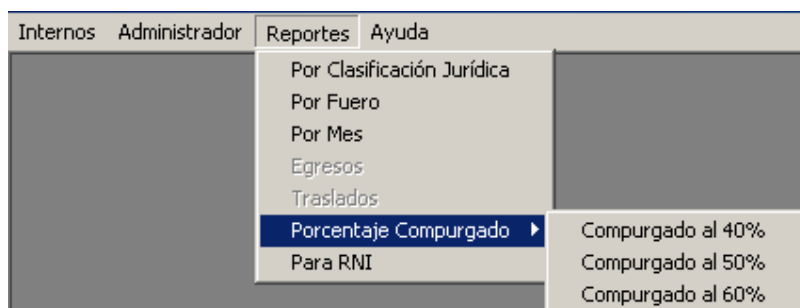 Internos Administrador Reportes Ayuda
Por Clasificación Jurídica
Por Fuero
Por Mes
Egresos
Traslados
Porcentaje Compurgado
Para RNI
Compurgado al 40%
Compurgado al 50%
Compurgado al 60%